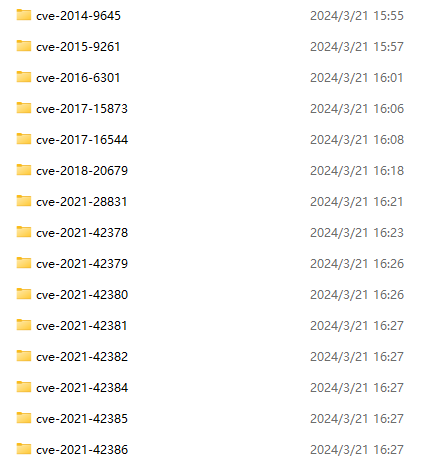 cve-2014-9645 2024/3/21 15:55
cve-2015-9261 2024/3/21 15:57
cve-2016-6301 2024/3/21 16:01
cve-2017-15873 2024/3/21 16:06
cve-2017-16544 2024/3/21 16:08
cve-2018-20679 2024/3/21 16:18
cve-2021-28831 2024/3/21 16:21
cve-2021-42378 2024/3/21 16:23
cve-2021-42379 2024/3/21 16:26
cve-2021-42380 2024/3/21 16:26
cve-2021-42381 2024/3/21 16:27
cve-2021-42382 2024/3/21 16:27
cve-2021-42384 2024/3/21 16:27
cve-2021-42385 2024/3/21 16:27
cve-2021-42386 2024/3/21 16:27